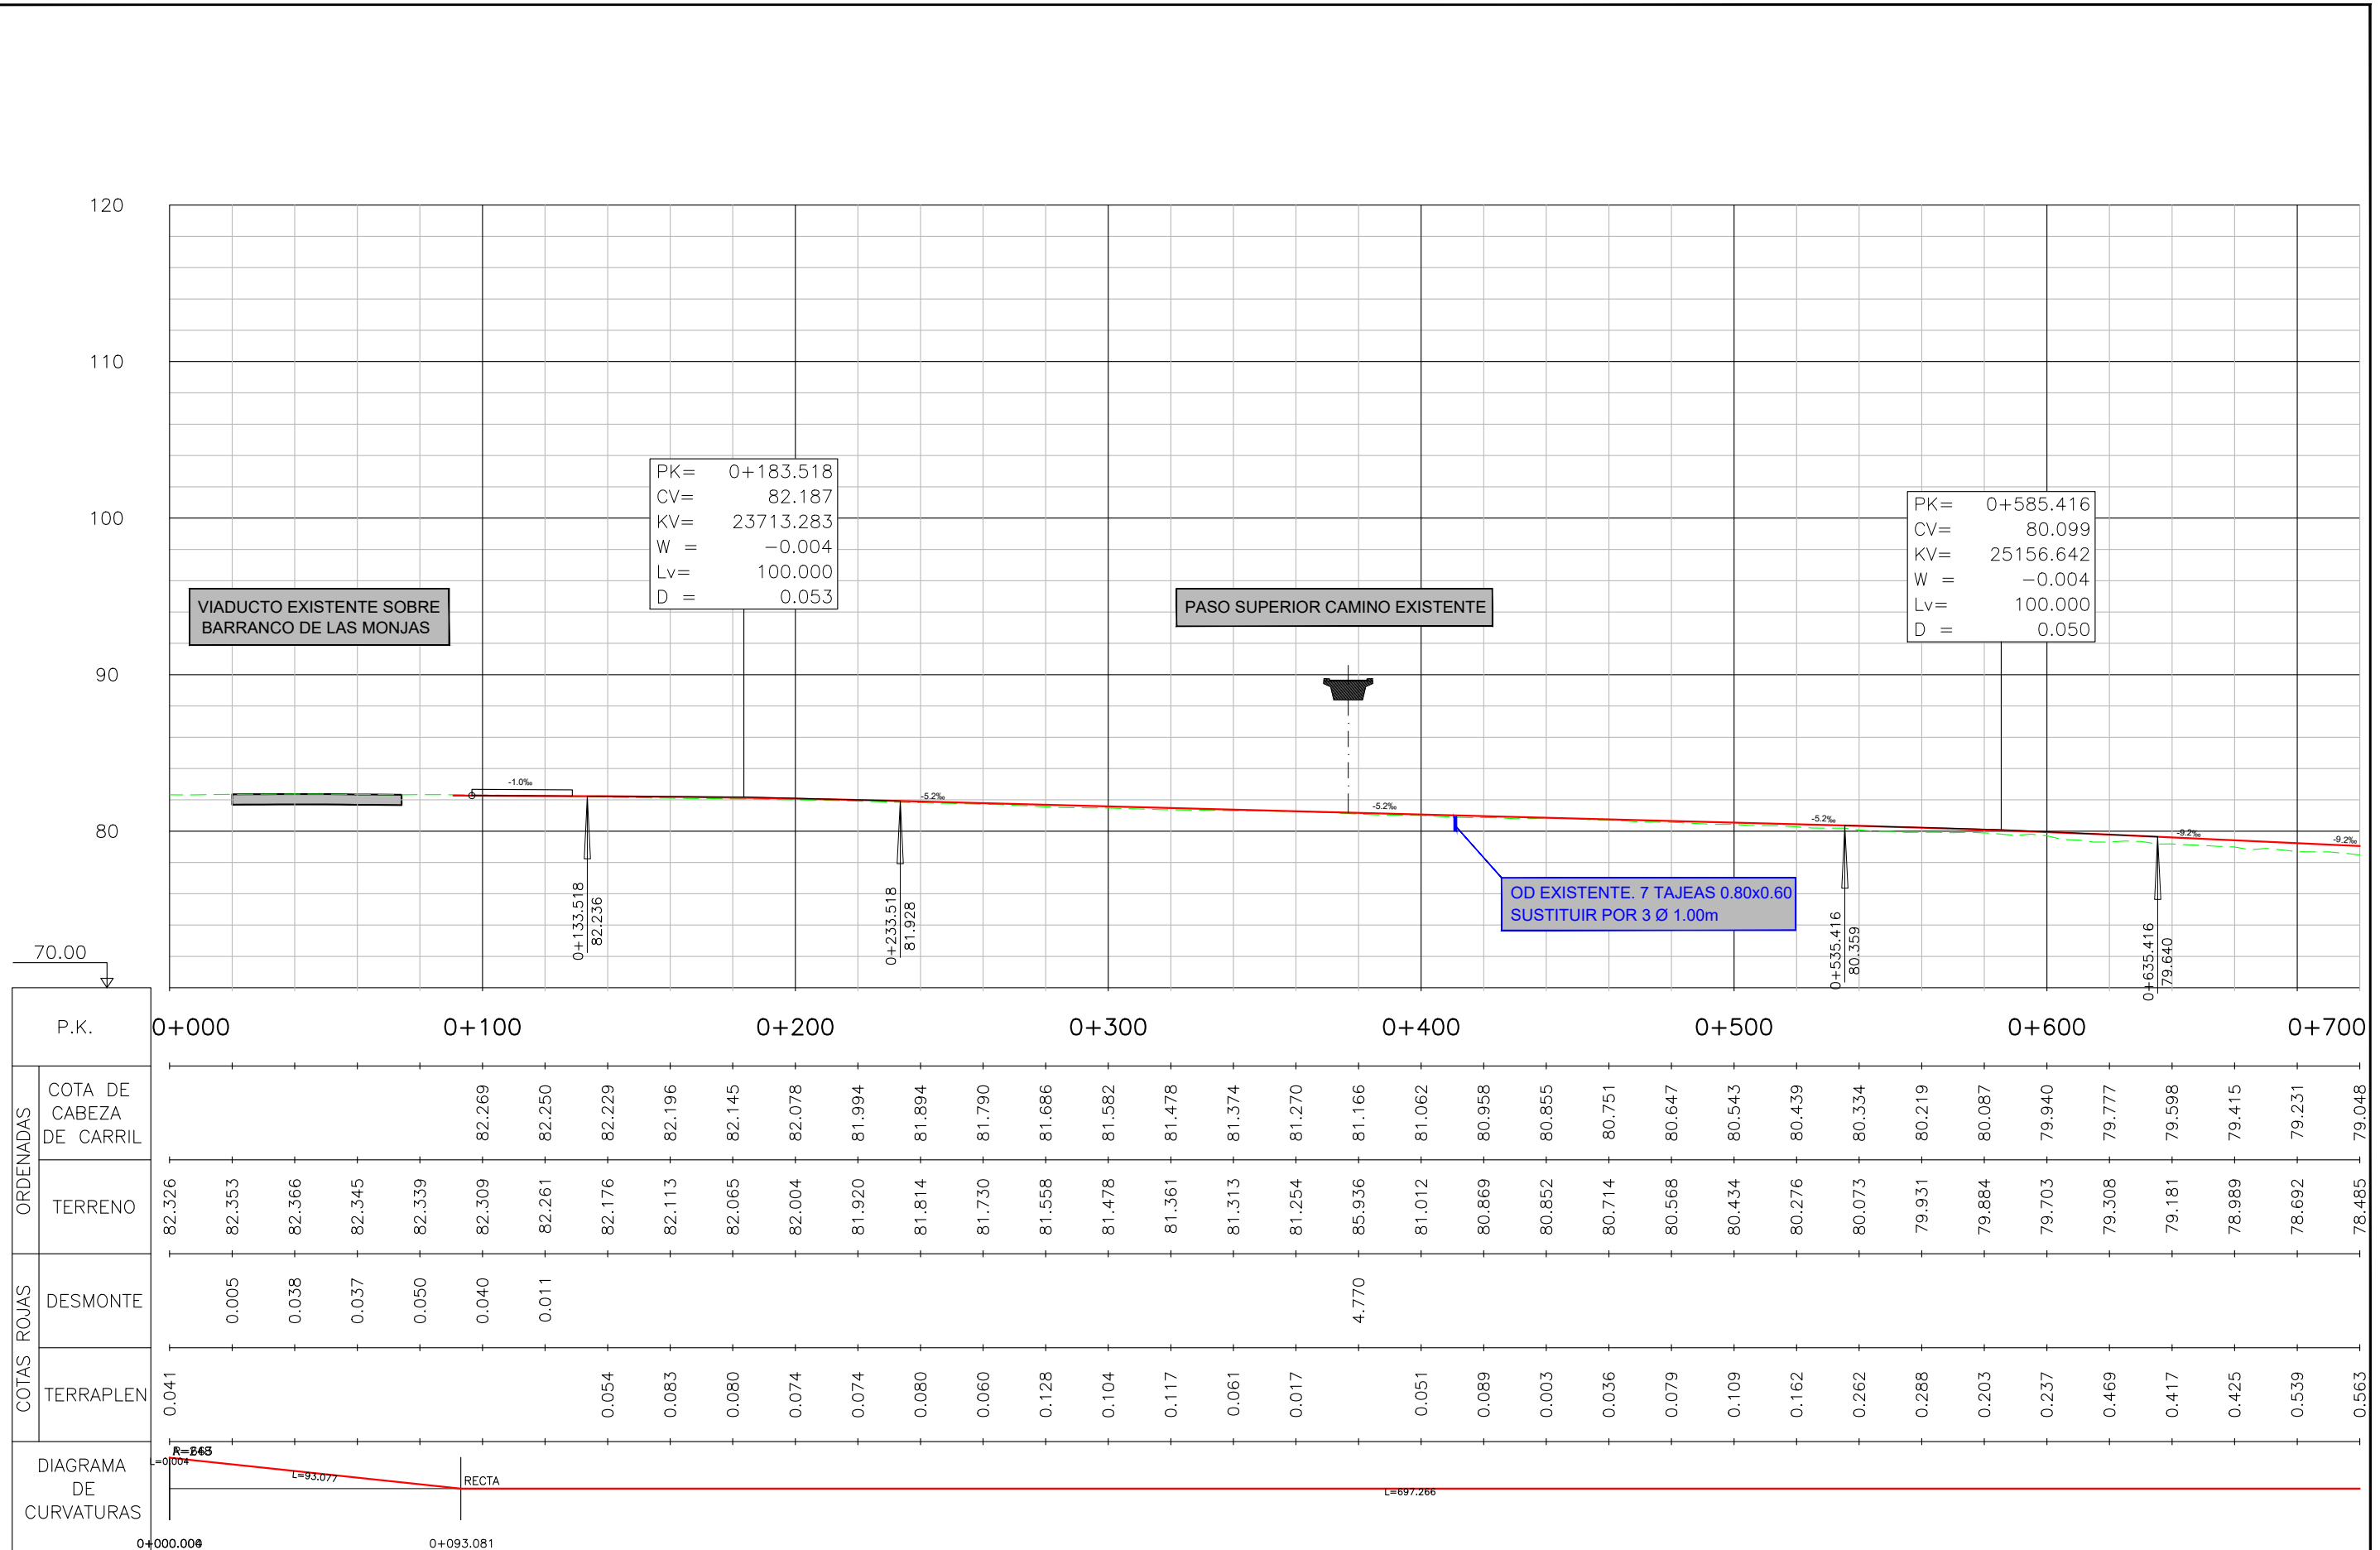 120
110
100
90
80
70.00
PK= 0+183.518
CV= 82.187
KV= 23713.283
W = -0.004
Lv= 100.000
D = 0.053
PK= 0+585.416
CV= 80.099
KV= 25156.642
W = -0.004
Lv= 100.000
D = 0.050
VIADUCTO EXISTENTE SOBRE
BARRANCO DE LAS MONJAS
PASO SUPERIOR CAMINO EXISTENTE
-1.0‰
-5.2‰
-5.2‰
-5.2‰
-9.2‰
-9.2‰
OD EXISTENTE. 7 TAJEAS 0.80x0.60
SUSTITUIR POR 3 Ø 1.00m
0+133.518
82.236
0+233.518
81.928
0+535.416
80.359
0+635.416
79.640
P.K. 0+000 0+100 0+200 0+300 0+400 0+500 0+600 0+700
ORDENADAS
COTA DE
CABEZA
DE CARRIL
82.269 82.250 82.229 82.196 82.145 82.078 81.994 81.894 81.790 81.686 81.582 81.478 81.374 81.270 81.166 81.062 80.958 80.855 80.751 80.647 80.543 80.439 80.334 80.219 80.087 79.940 79.777 79.598 79.415 79.231 79.048
TERRENO
82.326 82.353 82.366 82.345 82.339 82.309 82.261 82.176 82.113 82.065 82.004 81.920 81.814 81.730 81.558 81.478 81.361 81.313 81.254 85.936 81.012 80.869 80.852 80.714 80.568 80.434 80.276 80.073 79.931 79.884 79.703 79.308 79.181 78.989 78.692 78.485
COTAS ROJAS
DESMONTE
0.005 0.038 0.037 0.050 0.040 0.011 4.770
TERRAPLEN
0.041 0.054 0.083 0.080 0.074 0.074 0.080 0.060 0.128 0.104 0.117 0.061 0.017 0.051 0.089 0.003 0.036 0.079 0.109 0.162 0.262 0.288 0.203 0.237 0.469 0.417 0.425 0.539 0.563
DIAGRAMA
DE
CURVATURAS
L=0.004
L=93.077
RECTA
L=697.266
0+093.081